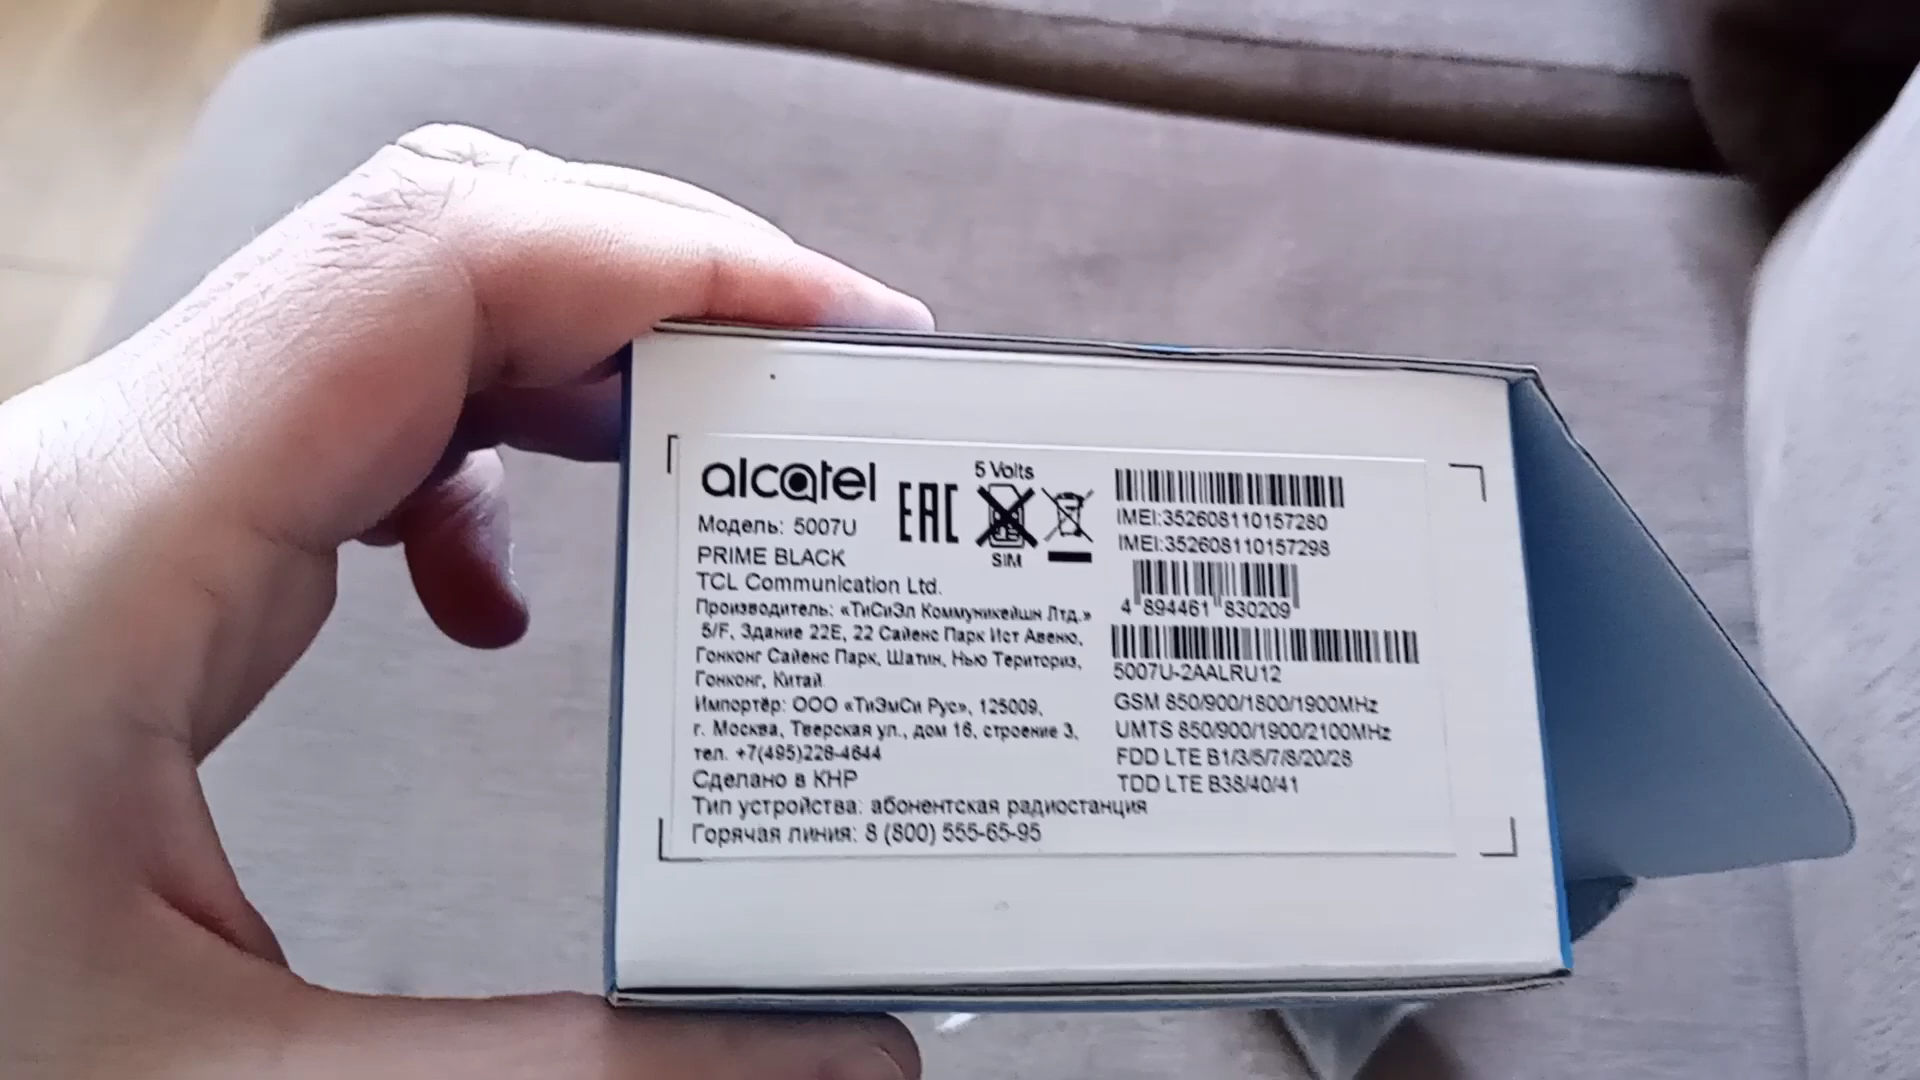 alcatel
Модель: 5007U
PRIME BLACK
TCL Communication Ltd.
Производитель: «ТиСиЭл Коммуникейшн Лтд.»
5/F, Здание 22E, 22 Сайенс Парк Ист Авеню,
Гонконг Сайенс Парк, Шатин, Нью Териториз,
Гонконг, Китай
Импортёр: ООО «ТиЭмСи Рус», 125009,
г. Москва, Тверская ул., дом 16, строение 3,
тел. +7(495)228-4644
Сделано в КНР
Тип устройства: абонентская радиостанция
Горячая линия: 8 (800) 555-65-95
EAC
5 Volts
SIM
IMEI:352608110157280
IMEI:352608110157298
4 894461 830209
5007U-2AALRU12
GSM 850/900/1800/1900MHz
UMTS 850/900/1900/2100MHz
FDD LTE B1/3/5/7/8/20/28
TDD LTE B38/40/41